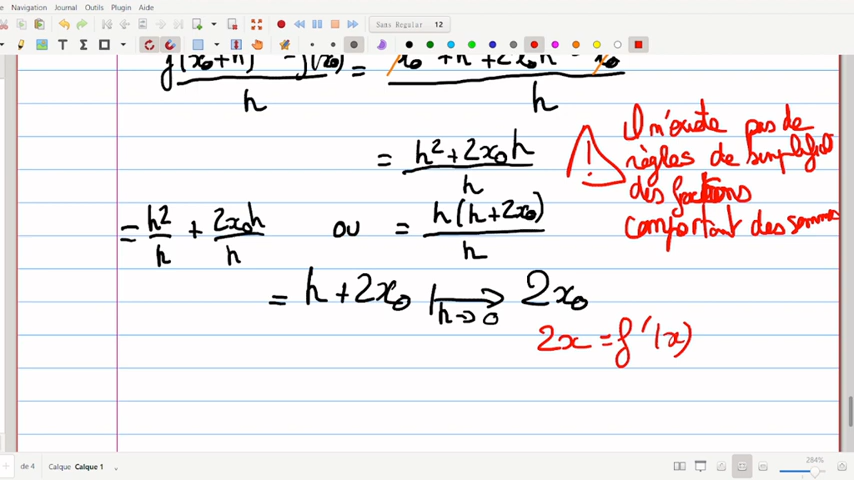 Navigation Journal Outils Plugin Aide
Sans Regular 12
f(x₀+h) - f(x₀) / h = x₀² + h² + 2x₀h - x₀² / h
= h² + 2x₀h / h
= h²/h + 2x₀h/h ou = h(h+2x₀) / h
= h + 2x₀ ⟼ 2x₀
h→0
2x = f'(x)
Il n'existe pas de
règles de simplificat
des fractions
comportant des sommes
de 4 Calque Calque 1 284%